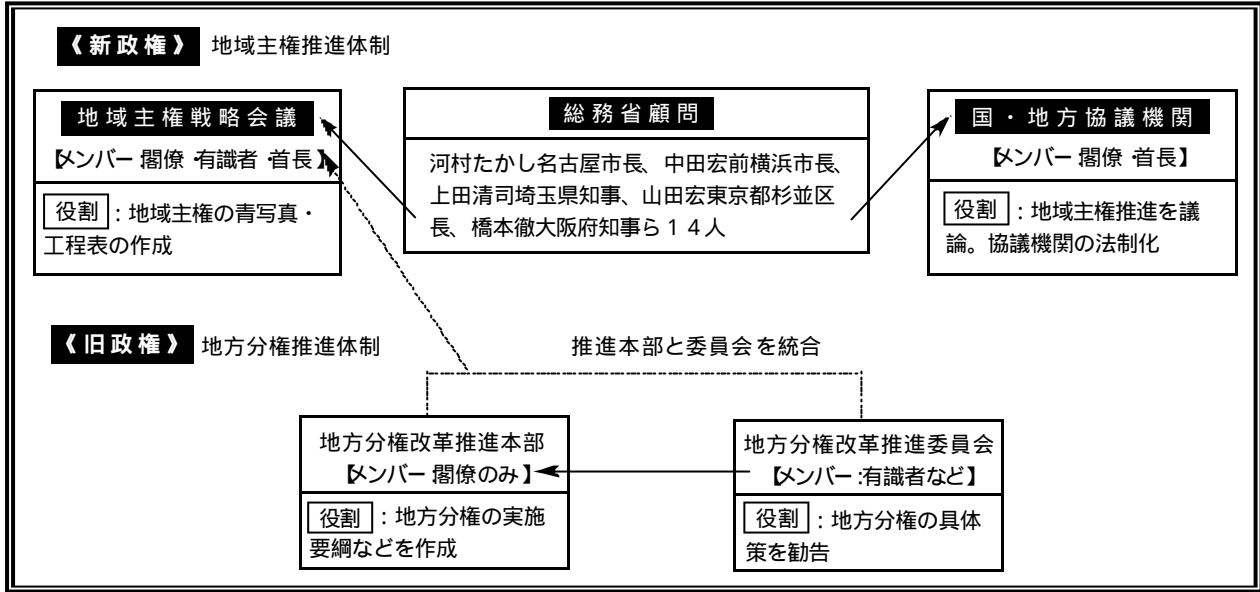 《新政権》 地域主権推進体制
地域主権戦略会議
【メンバー:閣僚・有識者・首長】
役割:地域主権の青写真・
工程表の作成
総務省顧問
河村たかし名古屋市長、中田宏前横浜市長、
上田清司埼玉県知事、山田宏東京都杉並区
長、橋本徹大阪府知事ら14人
国・地方協議機関
【メンバー:閣僚・首長】
役割:地域主権推進を議
論。協議機関の法制化
《旧政権》 地方分権推進体制
推進本部と委員会を統合
地方分権改革推進本部
【メンバー:閣僚のみ】
役割:地方分権の実施
要綱などを作成
地方分権改革推進委員会
【メンバー:有識者など】
役割:地方分権の具体
策を勧告